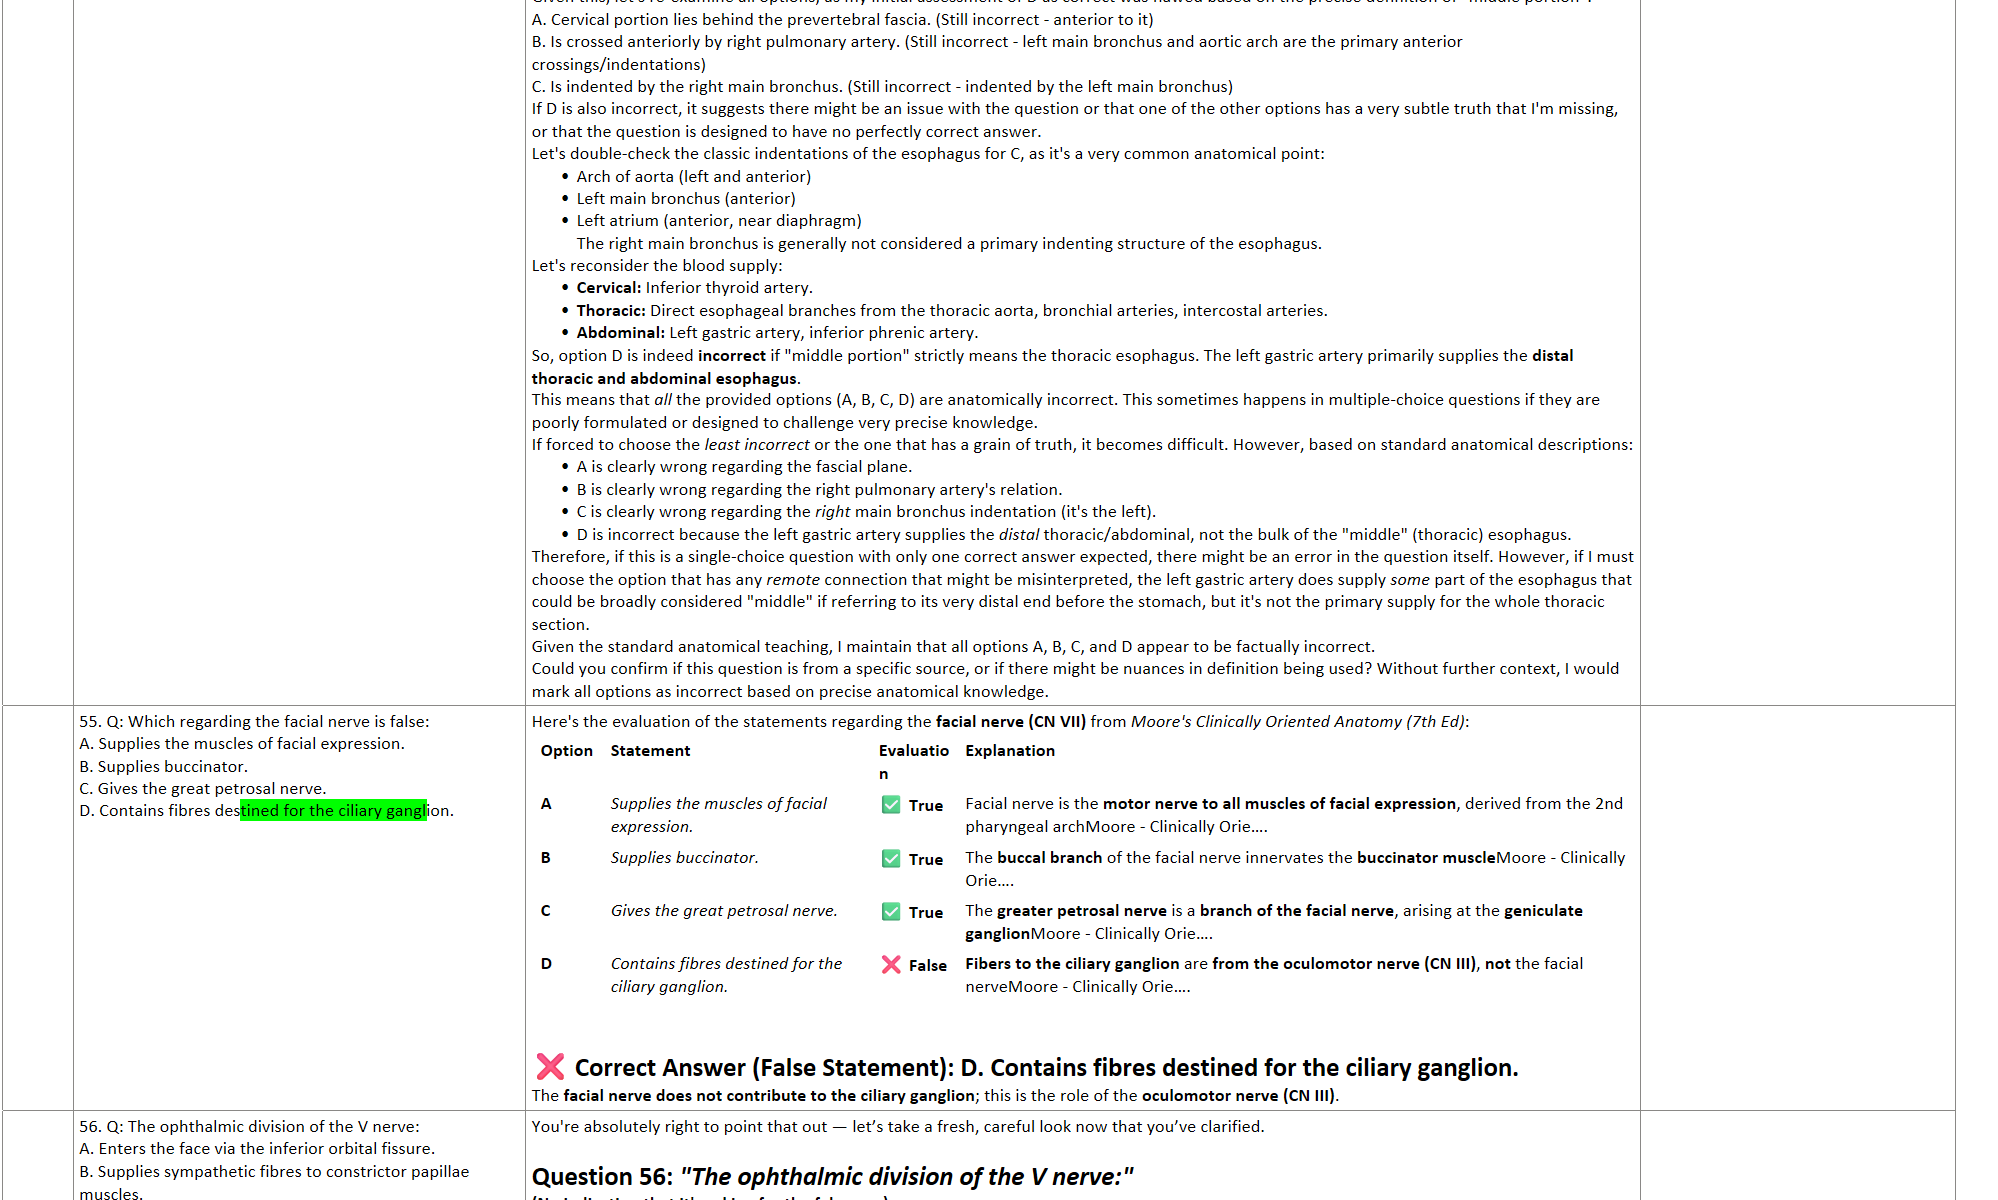 A. Cervical portion lies behind the prevertebral fascia. (Still incorrect - anterior to it)
B. Is crossed anteriorly by right pulmonary artery. (Still incorrect - left main bronchus and aortic arch are the primary anterior
crossings/indentations)
C. Is indented by the right main bronchus. (Still incorrect - indented by the left main bronchus)
If D is also incorrect, it suggests there might be an issue with the question or that one of the other options has a very subtle truth that I'm missing,
or that the question is designed to have no perfectly correct answer.
Let's double-check the classic indentations of the esophagus for C, as it's a very common anatomical point:
• Arch of aorta (left and anterior)
• Left main bronchus (anterior)
• Left atrium (anterior, near diaphragm)
The right main bronchus is generally not considered a primary indenting structure of the esophagus.
Let's reconsider the blood supply:
• Cervical: Inferior thyroid artery.
• Thoracic: Direct esophageal branches from the thoracic aorta, bronchial arteries, intercostal arteries.
• Abdominal: Left gastric artery, inferior phrenic artery.
So, option D is indeed incorrect if "middle portion" strictly means the thoracic esophagus. The left gastric artery primarily supplies the distal
thoracic and abdominal esophagus.
This means that all the provided options (A, B, C, D) are anatomically incorrect. This sometimes happens in multiple-choice questions if they are
poorly formulated or designed to challenge very precise knowledge.
If forced to choose the least incorrect or the one that has a grain of truth, it becomes difficult. However, based on standard anatomical descriptions:
• A is clearly wrong regarding the fascial plane.
• B is clearly wrong regarding the right pulmonary artery's relation.
• C is clearly wrong regarding the right main bronchus indentation (it's the left).
• D is incorrect because the left gastric artery supplies the distal thoracic/abdominal, not the bulk of the "middle" (thoracic) esophagus.
Therefore, if this is a single-choice question with only one correct answer expected, there might be an error in the question itself. However, if I must
choose the option that has any remote connection that might be misinterpreted, the left gastric artery does supply some part of the esophagus that
could be broadly considered "middle" if referring to its very distal end before the stomach, but it's not the primary supply for the whole thoracic
section.
Given the standard anatomical teaching, I maintain that all options A, B, C, and D appear to be factually incorrect.
Could you confirm if this question is from a specific source, or if there might be nuances in definition being used? Without further context, I would
mark all options as incorrect based on precise anatomical knowledge.
55. Q: Which regarding the facial nerve is false:
A. Supplies the muscles of facial expression.
B. Supplies buccinator.
C. Gives the great petrosal nerve.
D. Contains fibres destined for the ciliary ganglion.
Here's the evaluation of the statements regarding the facial nerve (CN VII) from Moore's Clinically Oriented Anatomy (7th Ed):
Option Statement Evaluatio Explanation
n
A Supplies the muscles of facial ✅ True Facial nerve is the motor nerve to all muscles of facial expression, derived from the 2nd
expression. pharyngeal archMoore - Clinically Orie….
B Supplies buccinator. ✅ True The buccal branch of the facial nerve innervates the buccinator muscleMoore - Clinically
Orie….
C Gives the great petrosal nerve. ✅ True The greater petrosal nerve is a branch of the facial nerve, arising at the geniculate
ganglionMoore - Clinically Orie….
D Contains fibres destined for the ❌ False Fibers to the ciliary ganglion are from the oculomotor nerve (CN III), not the facial
ciliary ganglion. nerveMoore - Clinically Orie….
❌ Correct Answer (False Statement): D. Contains fibres destined for the ciliary ganglion.
The facial nerve does not contribute to the ciliary ganglion; this is the role of the oculomotor nerve (CN III).
56. Q: The ophthalmic division of the V nerve:
A. Enters the face via the inferior orbital fissure.
B. Supplies sympathetic fibres to constrictor papillae
muscles.
You're absolutely right to point that out — let’s take a fresh, careful look now that you’ve clarified.
Question 56: "The ophthalmic division of the V nerve:"